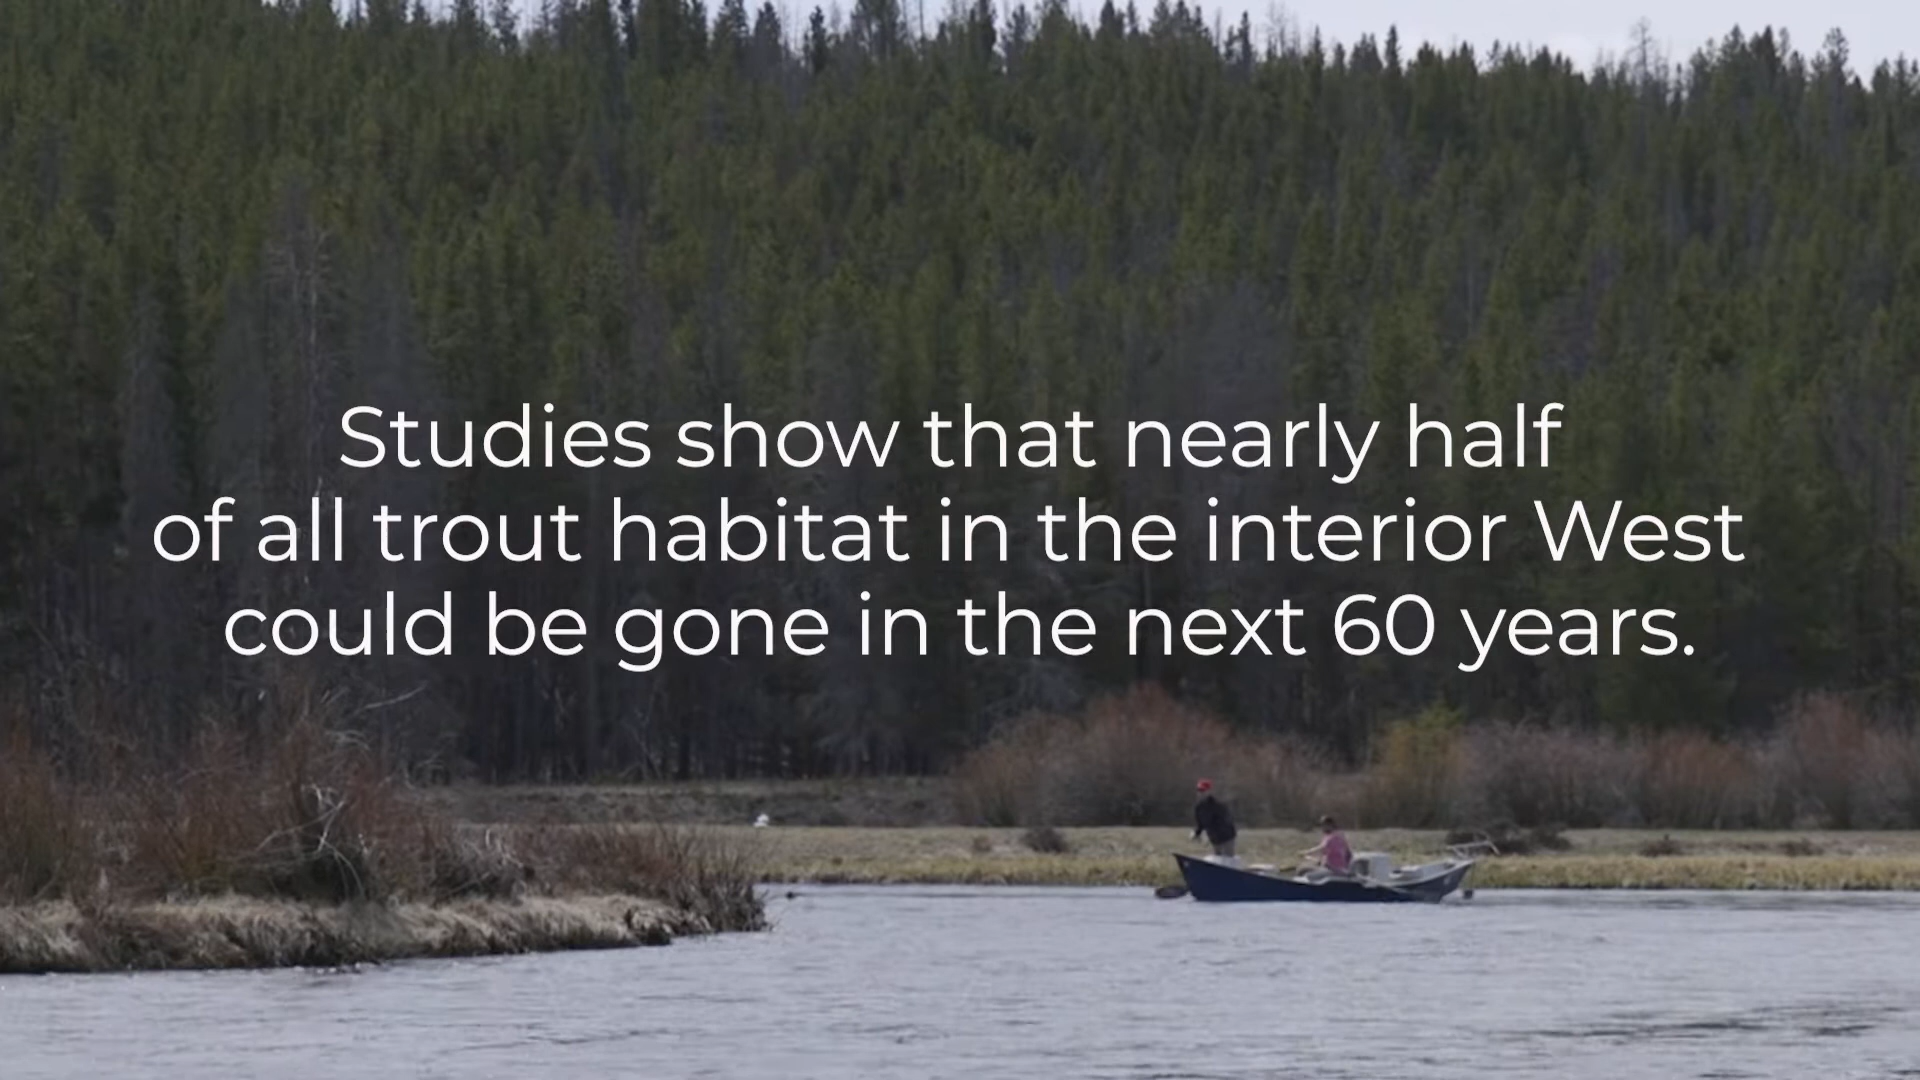 Studies show that nearly half
of all trout habitat in the interior West
could be gone in the next 60 years.